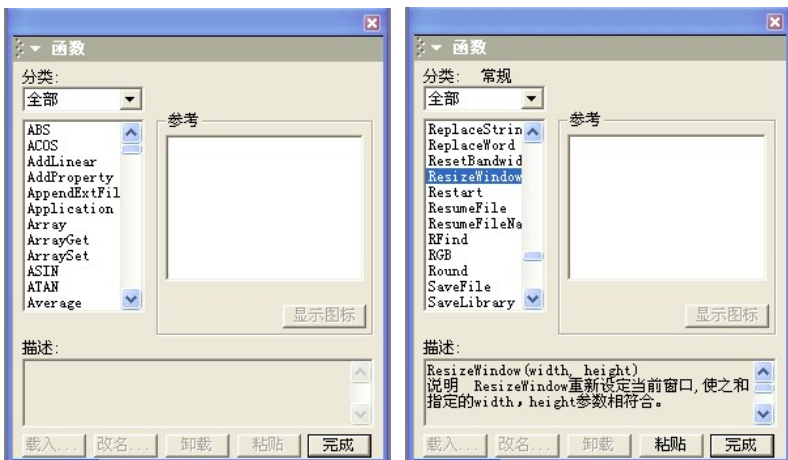 函数
分类:
全部
参考
ABS
ACOS
AddLinear
AddProperty
AppendExtFil
Application
Array
ArrayGet
ArraySet
ASIN
ATAN
Average
显示图标
描述:
载入... 改名... 卸载 粘贴 完成
函数
分类: 常规
全部
参考
ReplaceStrin
ReplaceWord
ResetBandwid
ResizeWindow
Restart
ResumeFile
ResumeFileNa
RFind
RGB
Round
SaveFile
SaveLibrary
显示图标
描述:
ResizeWindow(width, height)
说明 ResizeWindow重新设定当前窗口,使之和
指定的width，height参数相符合。
载入... 改名... 卸载 粘贴 完成